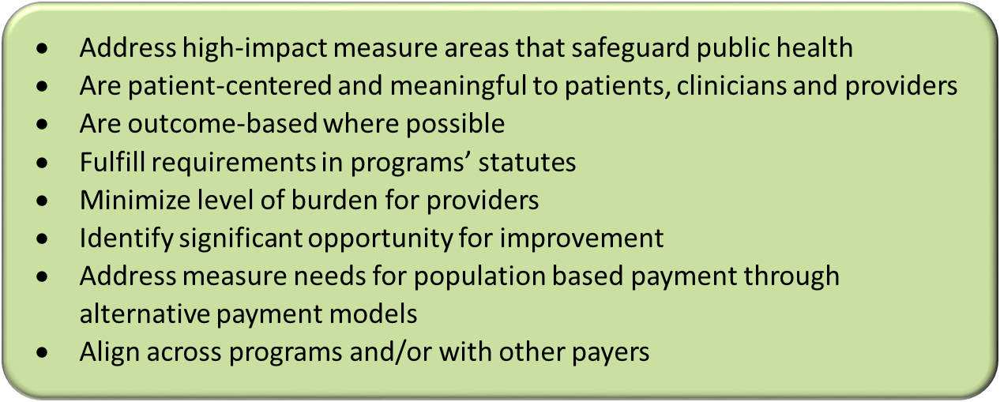 • Address high-impact measure areas that safeguard public health
• Are patient-centered and meaningful to patients, clinicians and providers
• Are outcome-based where possible
• Fulfill requirements in programs’ statutes
• Minimize level of burden for providers
• Identify significant opportunity for improvement
• Address measure needs for population based payment through
alternative payment models
• Align across programs and/or with other payers